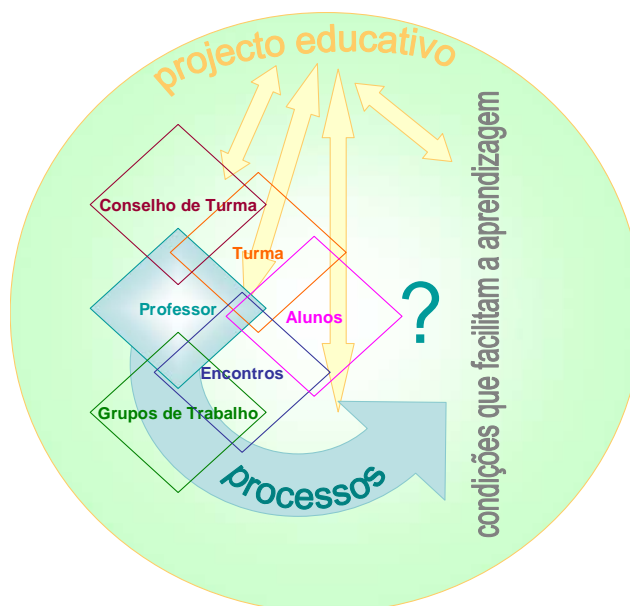 projecto educativo
Conselho de Turma
Turma
Professor
Alunos
?
Encontros
Grupos de Trabalho
processos
condições que facilitam a aprendizagem